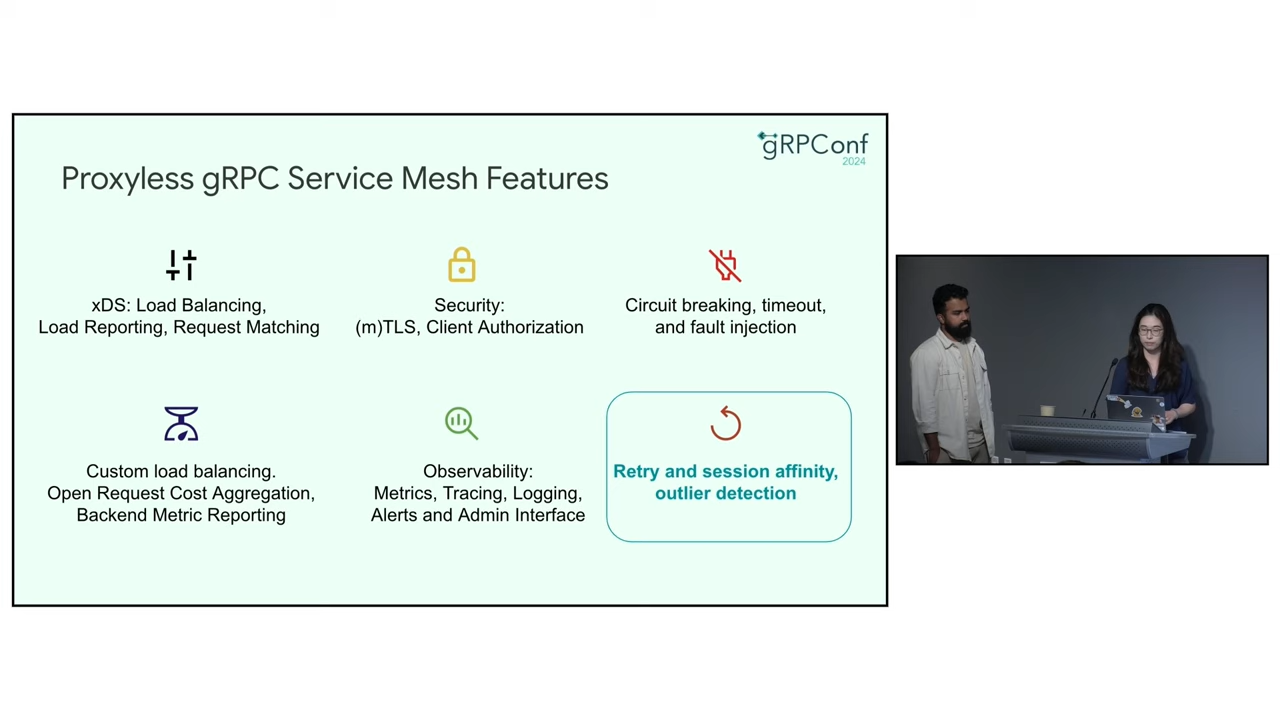 gRPConf
2024
Proxyless gRPC Service Mesh Features
xDS: Load Balancing,
Load Reporting, Request Matching
Security:
(m)TLS, Client Authorization
Circuit breaking, timeout,
and fault injection
Custom load balancing.
Open Request Cost Aggregation,
Backend Metric Reporting
Observability:
Metrics, Tracing, Logging,
Alerts and Admin Interface
Retry and session affinity,
outlier detection